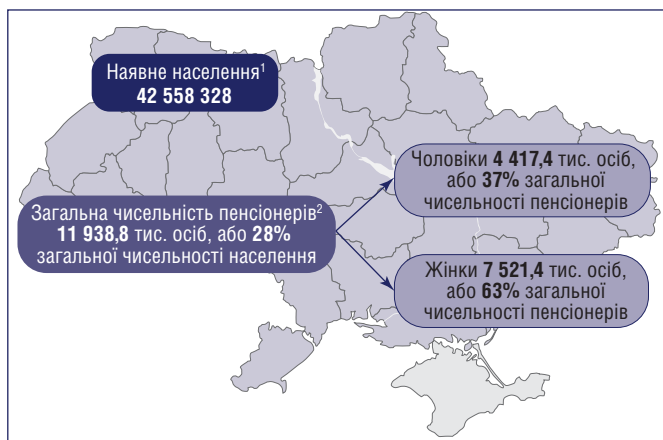 Наявне населення¹
42 558 328
Загальна чисельність пенсіонерів²
11 938,8 тис. осіб, або 28%
загальної чисельності населення
Чоловіки 4 417,4 тис. осіб,
або 37% загальної
чисельності пенсіонерів
Жінки 7 521,4 тис. осіб,
або 63% загальної
чисельності пенсіонерів